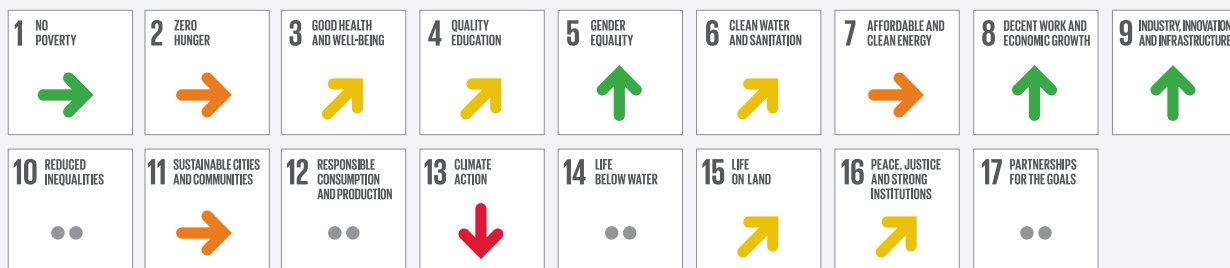 1 NO
POVERTY
2 ZERO
HUNGER
3 GOOD HEALTH
AND WELL-BEING
4 QUALITY
EDUCATION
5 GENDER
EQUALITY
6 CLEAN WATER
AND SANITATION
7 AFFORDABLE AND
CLEAN ENERGY
8 DECENT WORK AND
ECONOMIC GROWTH
9 INDUSTRY, INNOVATION
AND INFRASTRUCTURE
10 REDUCED
INEQUALITIES
11 SUSTAINABLE CITIES
AND COMMUNITIES
12 RESPONSIBLE
CONSUMPTION
AND PRODUCTION
13 CLIMATE
ACTION
14 LIFE
BELOW WATER
15 LIFE
ON LAND
16 PEACE, JUSTICE
AND STRONG
INSTITUTIONS
17 PARTNERSHIPS
FOR THE GOALS